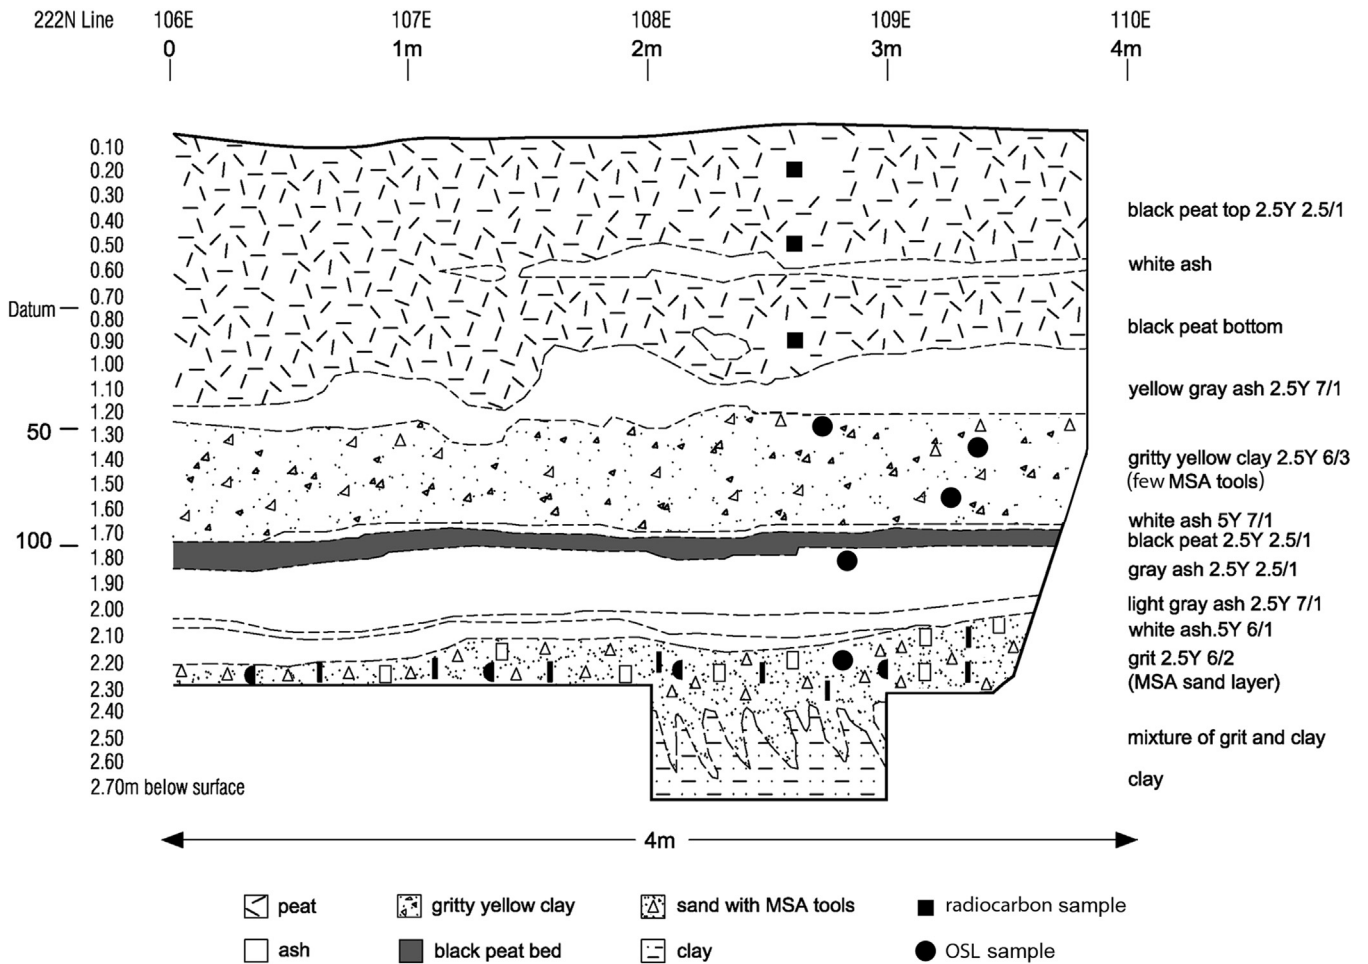 222N Line 106E 107E 108E 109E 110E
0 1m 2m 3m 4m
0.10
0.20
0.30
0.40
0.50
0.60
0.70
Datum
0.80
0.90
1.00
1.10
1.20
50
1.30
1.40
1.50
1.60
1.70
100
1.80
1.90
2.00
2.10
2.20
2.30
2.40
2.50
2.60
2.70m below surface
black peat top 2.5Y 2.5/1
white ash
black peat bottom
yellow gray ash 2.5Y 7/1
gritty yellow clay 2.5Y 6/3
(few MSA tools)
white ash 5Y 7/1
black peat 2.5Y 2.5/1
gray ash 2.5Y 2.5/1
light gray ash 2.5Y 7/1
white ash.5Y 6/1
grit 2.5Y 6/2
(MSA sand layer)
mixture of grit and clay
clay
4m
peat gritty yellow clay sand with MSA tools radiocarbon sample
ash black peat bed clay OSL sample